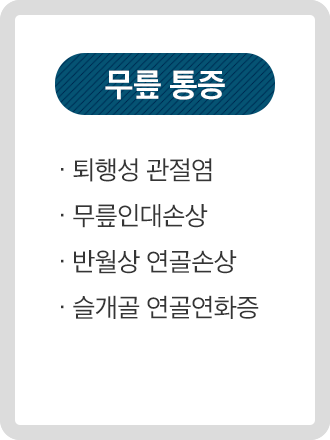 무릎 통증
· 퇴행성 관절염
· 무릎인대손상
· 반월상 연골손상
· 슬개골 연골연화증